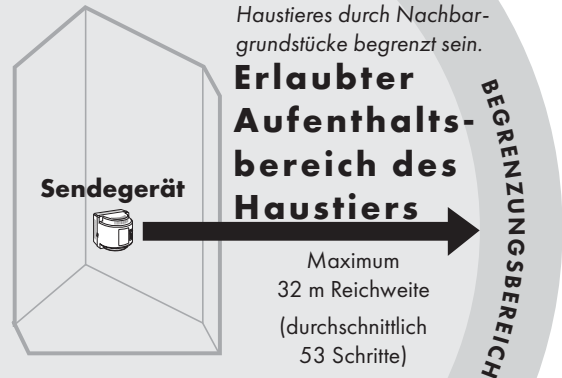 Haustieres durch Nachbar-
grundstücke begrenzt sein.
Erlaubter
Aufenthalts-
bereich des
Haustiers
Sendegerät
Maximum
32 m Reichweite
(durchschnittlich
53 Schritte)
BEGRENZUNGSBEREICH